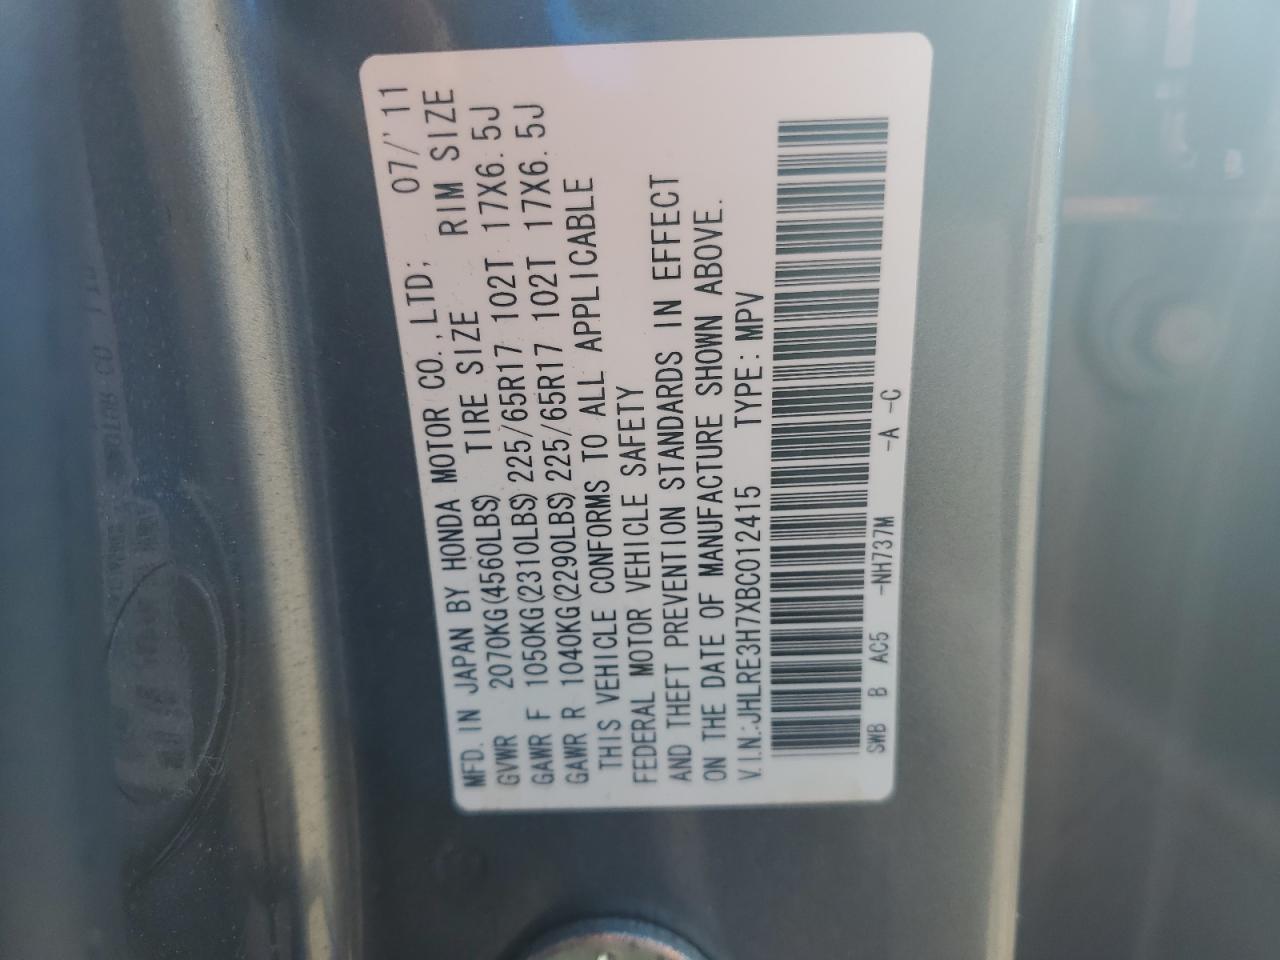 MFD. IN JAPAN BY HONDA MOTOR CO.,LTD; 07/'11
GVWR 2070KG(4560LBS) TIRE SIZE RIM SIZE
GAWR F 1050KG(2310LBS) 225/65R17 102T 17X6.5J
GAWR R 1040KG(2290LBS) 225/65R17 102T 17X6.5J
THIS VEHICLE CONFORMS TO ALL APPLICABLE
FEDERAL MOTOR VEHICLE SAFETY
AND THEFT PREVENTION STANDARDS IN EFFECT
ON THE DATE OF MANUFACTURE SHOWN ABOVE.
V.I.N.:JHLRE3H7XBC012415 TYPE:MPV
SWB B AC5 -NH737M -A -C